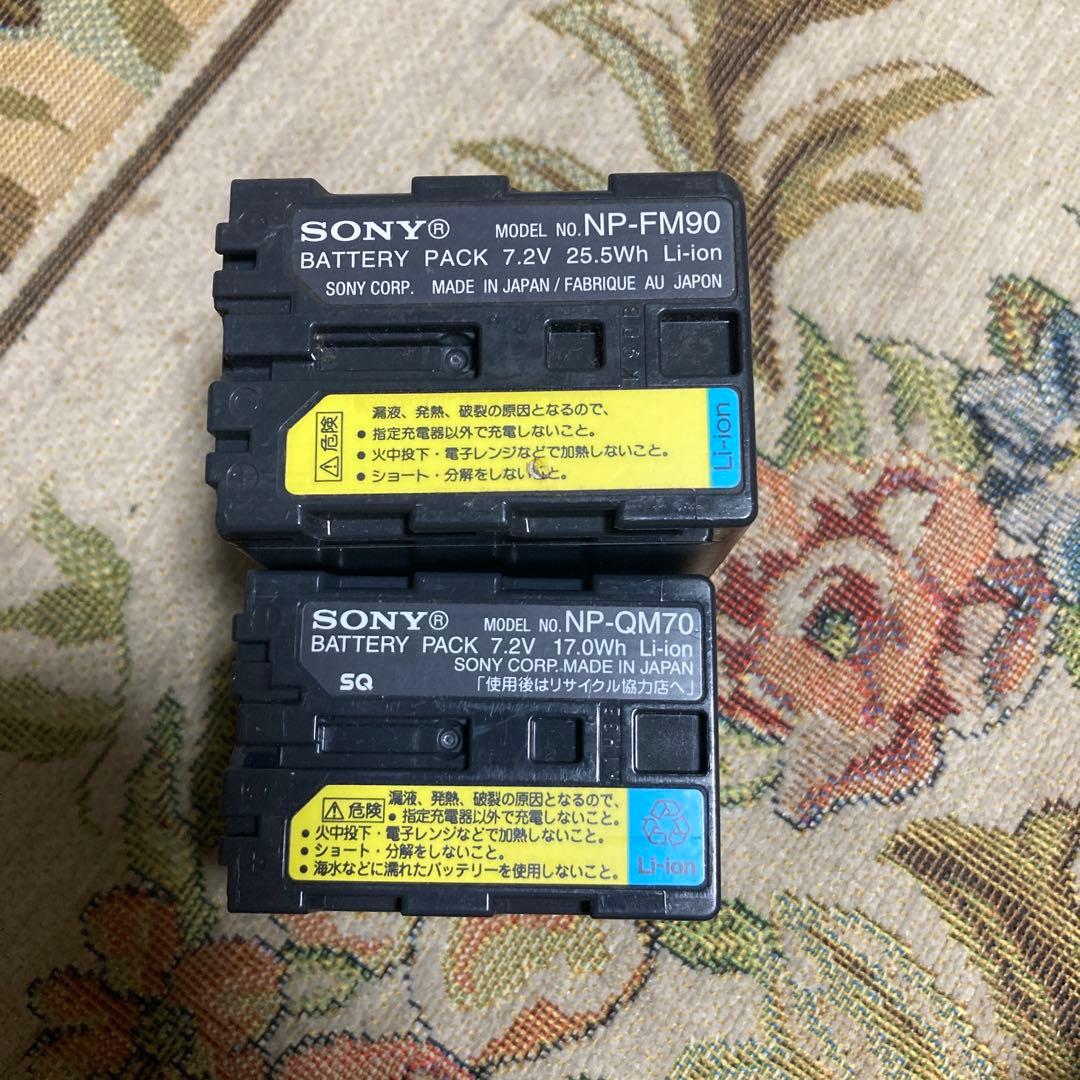 SONY® MODEL NO. NP-FM90
BATTERY PACK 7.2V 25.5Wh Li-ion
SONY CORP. MADE IN JAPAN / FABRIQUE AU JAPON
⚠危険
漏液、発熱、破裂の原因となるので、
● 指定充電器以外で充電しないこと。
● 火中投下・電子レンジなどで加熱しないこと。
● ショート・分解をしないこと。
Li-ion
SONY® MODEL NO. NP-QM70
BATTERY PACK 7.2V 17.0Wh Li-ion
SONY CORP. MADE IN JAPAN
SQ 「使用後はリサイクル協力店へ」
⚠危険 漏液、発熱、破裂の原因となるので、
● 指定充電器以外で充電しないこと。
● 火中投下・電子レンジなどで加熱しないこと。
● ショート・分解をしないこと。
● 海水などに濡れたバッテリーを使用しないこと。
Li-ion